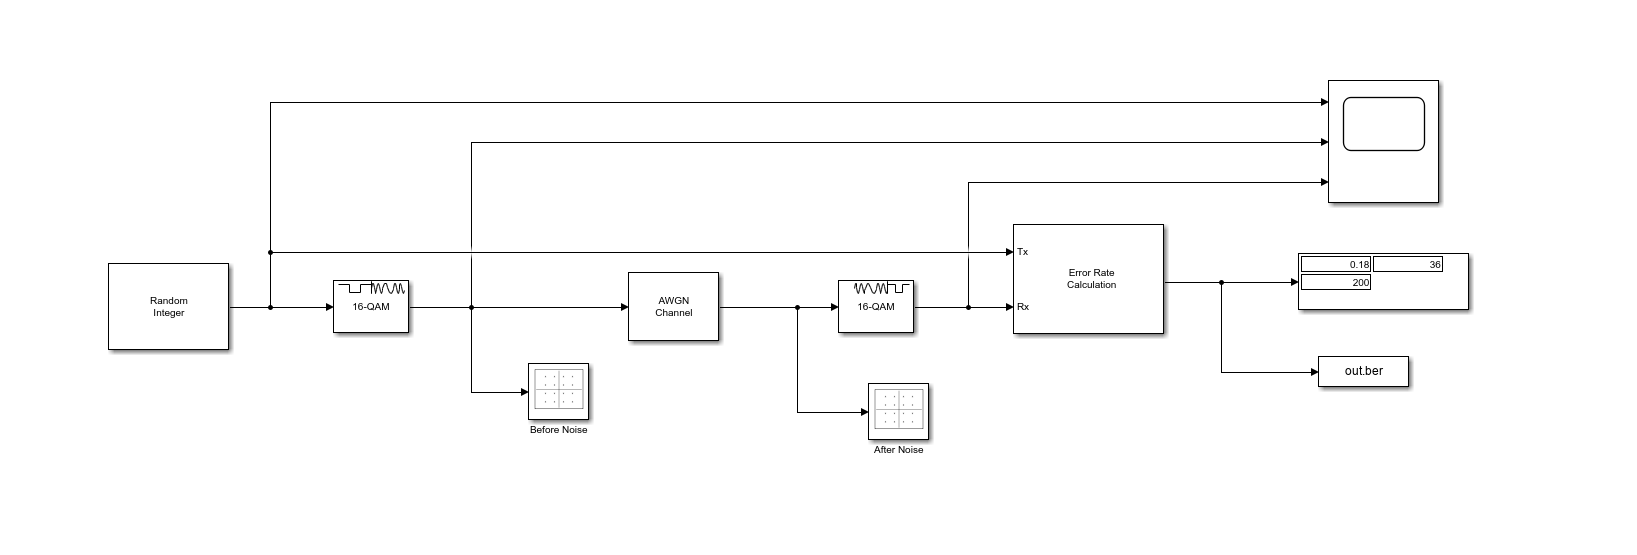 Tx
Error Rate
Calculation
0.18 36
200
Random
Integer
16-QAM
AWGN
Channel
16-QAM
Rx
out.ber
Before Noise
After Noise